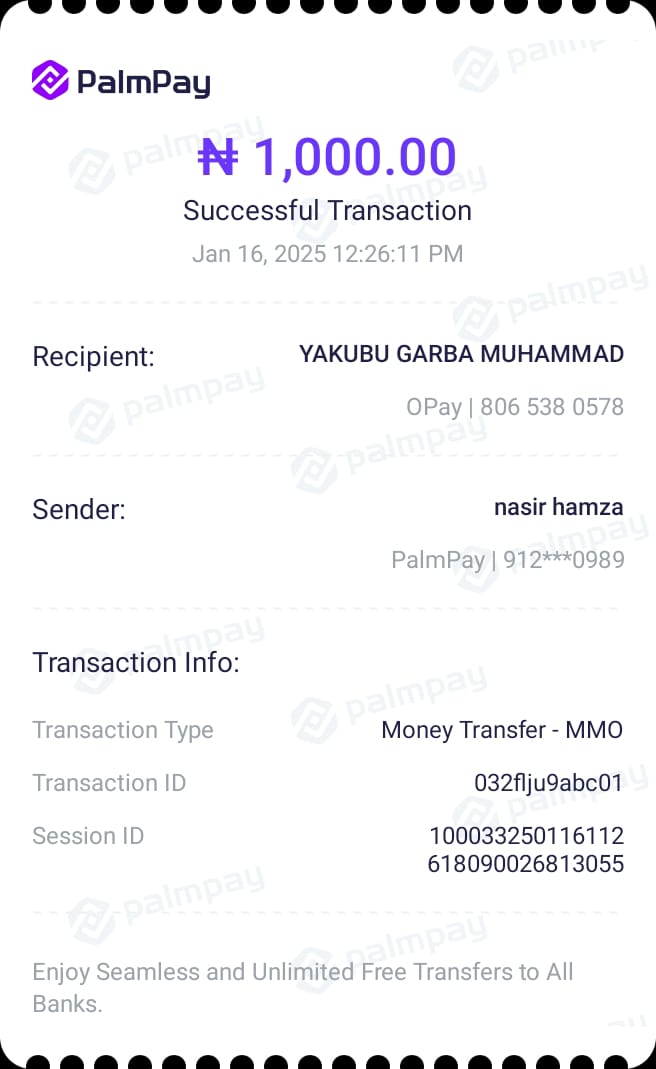 PalmPay
₦ 1,000.00
Successful Transaction
Jan 16, 2025 12:26:11 PM
Recipient: YAKUBU GARBA MUHAMMAD
OPay | 806 538 0578
Sender: nasir hamza
PalmPay | 912***0989
Transaction Info:
Transaction Type Money Transfer - MMO
Transaction ID 032flju9abc01
Session ID 100033250116112
618090026813055
Enjoy Seamless and Unlimited Free Transfers to All
Banks.